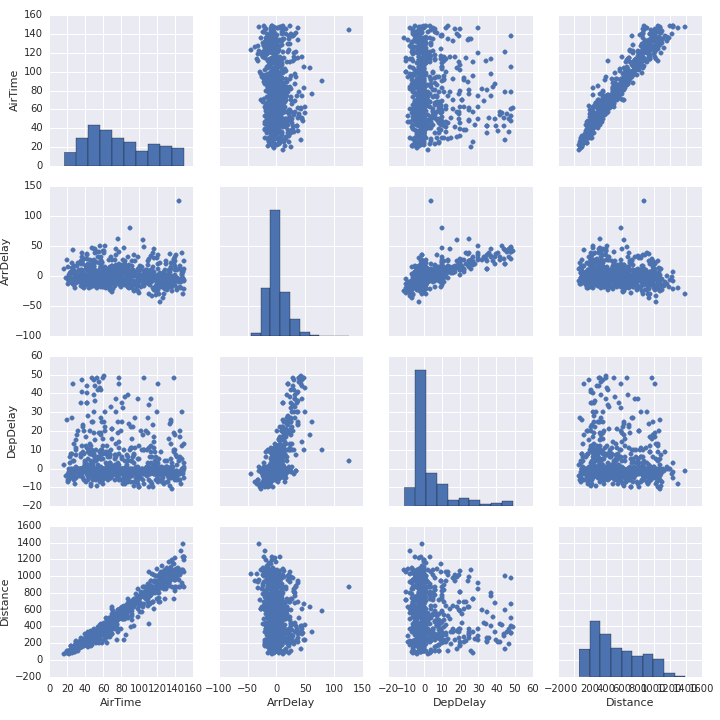 160
140
120
100
80
60
40
20
0
AirTime
150
100
50
0
−50
−100
ArrDelay
60
50
40
30
20
10
0
−10
−20
DepDelay
1600
1400
1200
1000
800
600
400
200
0
−200
Distance
0 20 40 60 80 100 120 140 160
AirTime
−100 −50 0 50 100 150
ArrDelay
−20 −10 0 10 20 30 40 50 60
DepDelay
−200 0 200 400 600 800 1000 1200 1400 1600
Distance